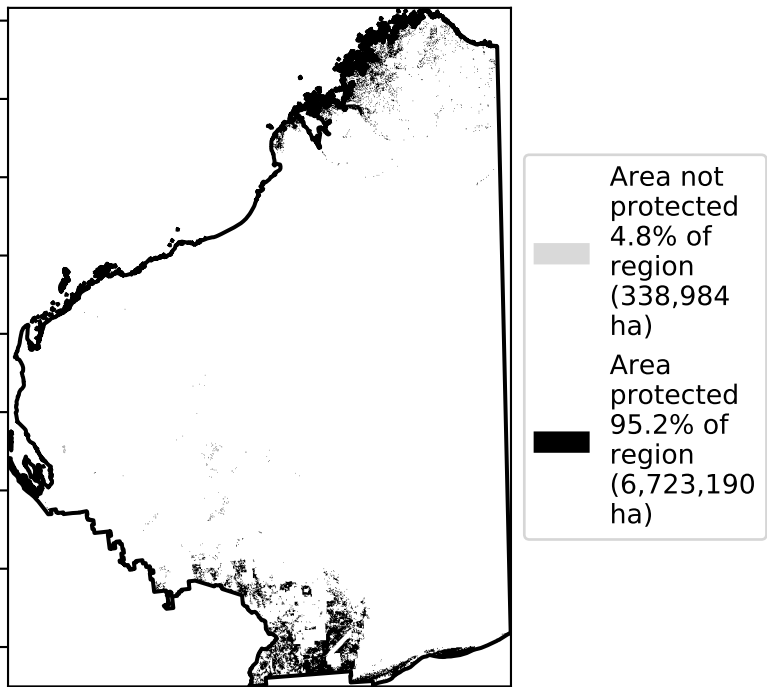 Area not
protected
4.8% of
region
(338,984
ha)
Area
protected
95.2% of
region
(6,723,190
ha)